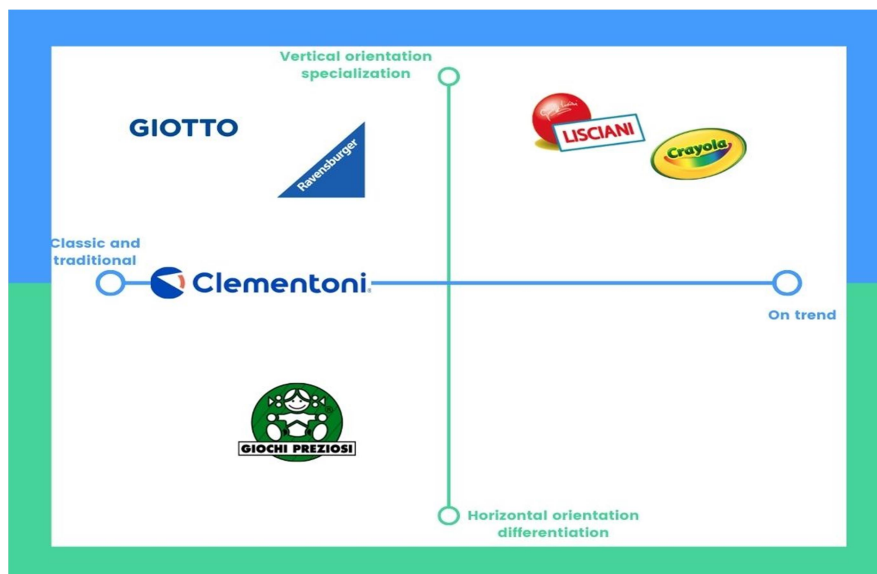 Vertical orientation
specialization
GIOTTO
Ravensburger
LISCIANI
Crayola
Classic and
traditional
Clementoni
On trend
GIOCHI PREZIOSI
Horizontal orientation
differentiation